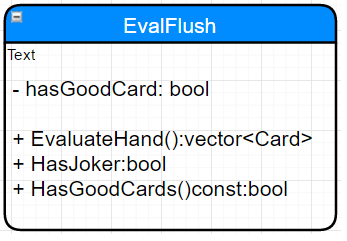 EvalFlush
Text
- hasGoodCard: bool
+ EvaluateHand():vector<Card>
+ HasJoker:bool
+ HasGoodCards()const:bool